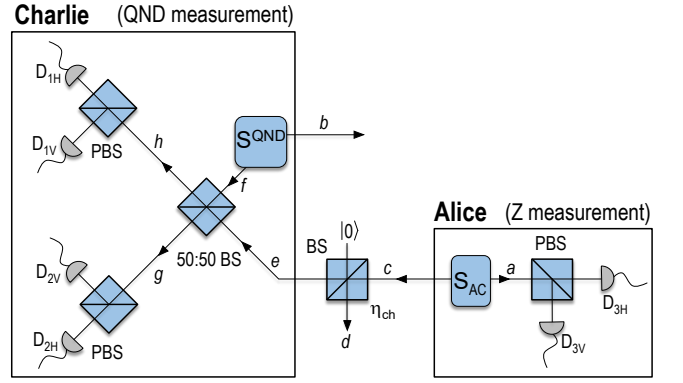 Charlie (QND measurement)
D1H
D1V
PBS
h
SQND
b
f
50:50 BS
e
g
D2V
D2H
PBS
BS
|0⟩
c
ηch
d
Alice (Z measurement)
PBS
SAC
a
D3H
D3V